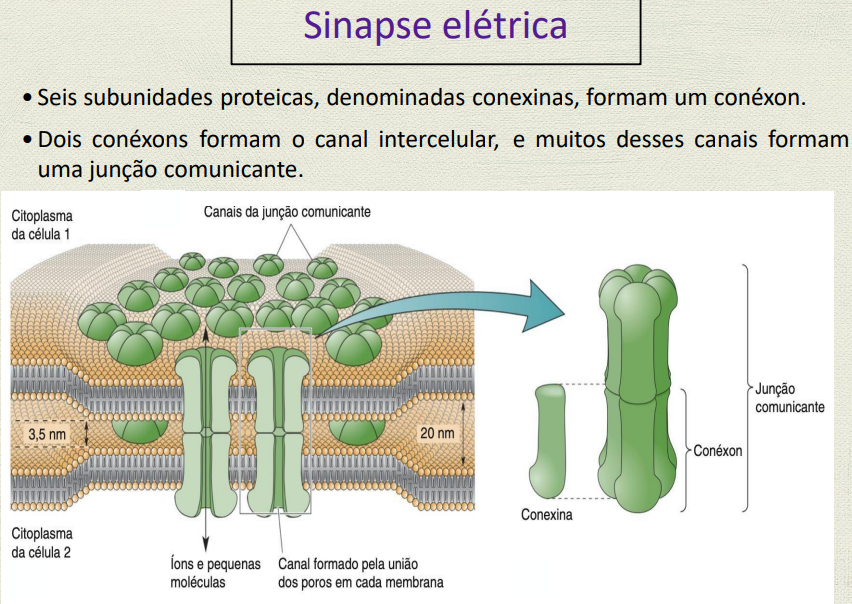 Sinapse elétrica
• Seis subunidades proteicas, denominadas conexinas, formam um conéxon.
• Dois conéxons formam o canal intercelular, e muitos desses canais formam
uma junção comunicante.
Citoplasma
da célula 1
Canais da junção comunicante
3,5 nm
20 nm
Junção
comunicante
Conéxon
Conexina
Citoplasma
da célula 2
Íons e pequenas
moléculas
Canal formado pela união
dos poros em cada membrana